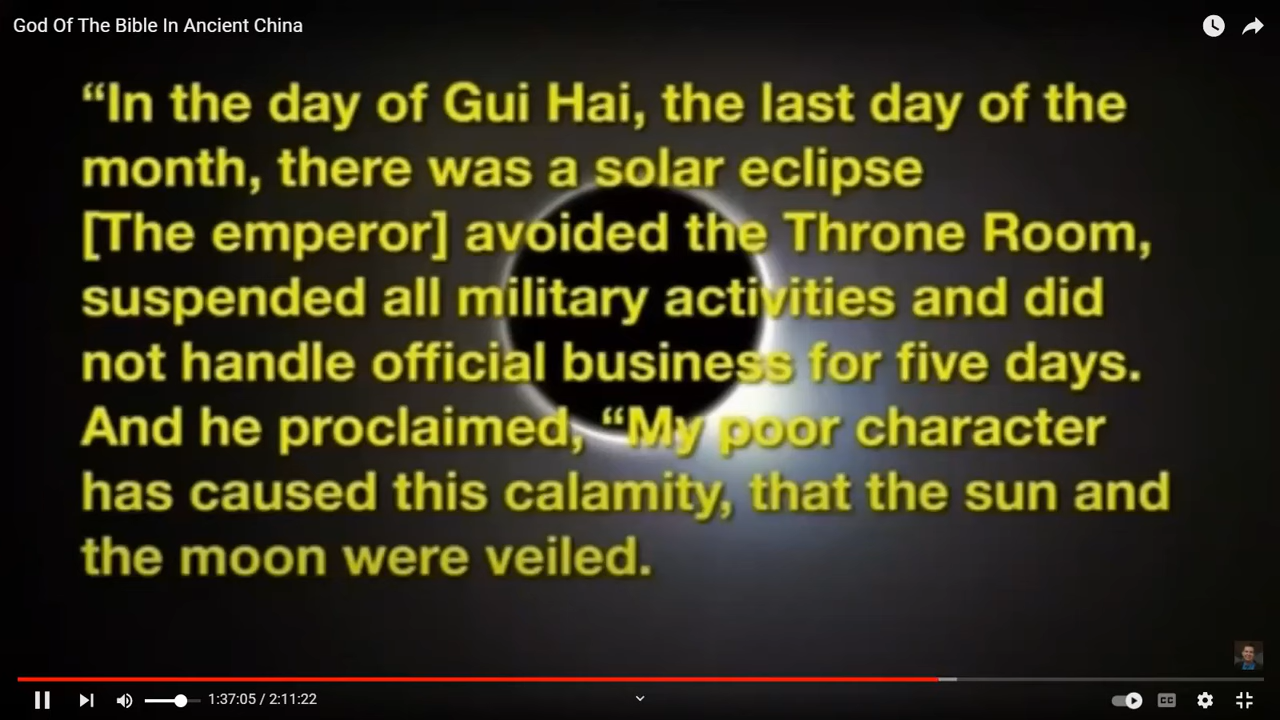 God Of The Bible In Ancient China
“In the day of Gui Hai, the last day of the
month, there was a solar eclipse
[The emperor] avoided the Throne Room,
suspended all military activities and did
not handle official business for five days.
And he proclaimed, “My poor character
has caused this calamity, that the sun and
the moon were veiled.
1:37:05 / 2:11:22
CC